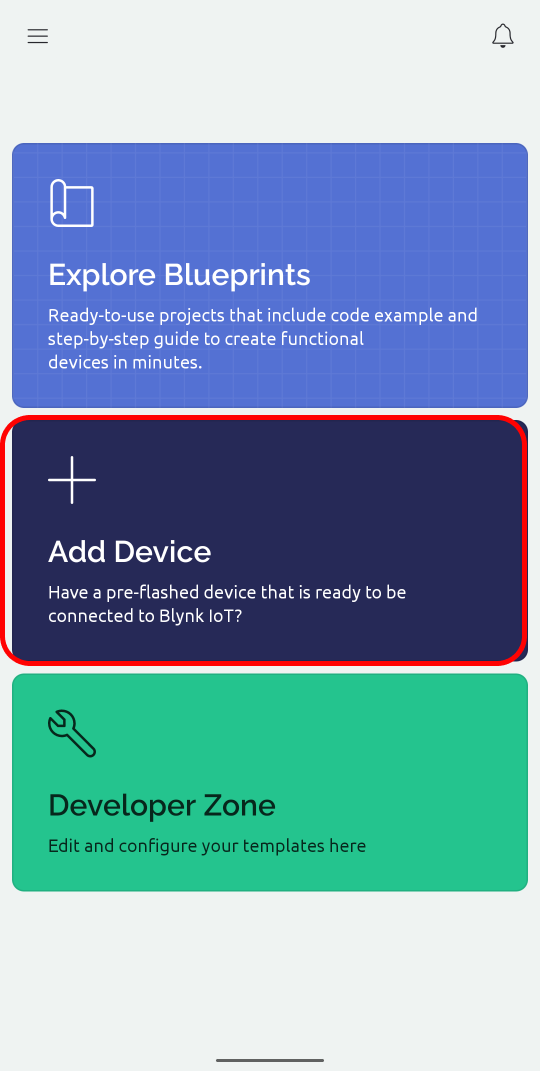 Explore Blueprints
Ready-to-use projects that include code example and
step-by-step guide to create functional
devices in minutes.
Add Device
Have a pre-flashed device that is ready to be
connected to Blynk IoT?
Developer Zone
Edit and configure your templates here